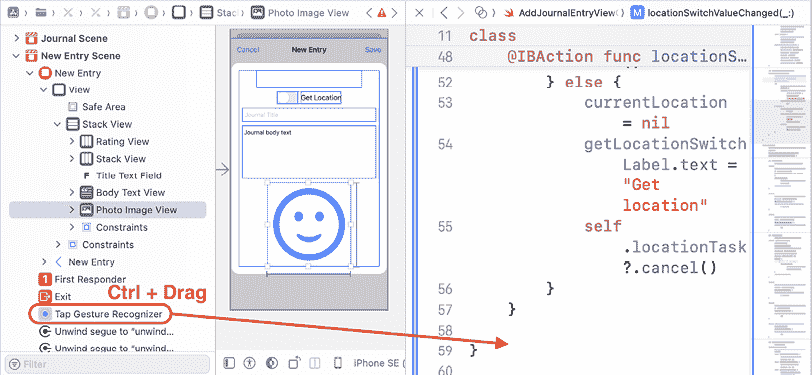 Stac
Photo Image View
AddJournalEntryView()
M
locationSwitchValueChanged(_:)
Journal Scene
New Entry Scene
New Entry
View
Safe Area
Stack View
Rating View
Stack View
F Title Text Field
Body Text View
Photo Image View
Constraints
Constraints
New Entry
1 First Responder
Exit
Ctrl + Drag
Tap Gesture Recognizer
Unwind segue to "unwind...
Unwind segue to "unwind...
Filter
Cancel New Entry Save
Get Location
Journal Title
Journal body text
iPhone SE (
11 class
48 @IBAction func locationS...
52 } else {
53 currentLocation
= nil
54 getLocationSwitch
Label.text =
"Get
location"
55 self
.locationTask
?.cancel()
56 }
57 }
58
59 }
60